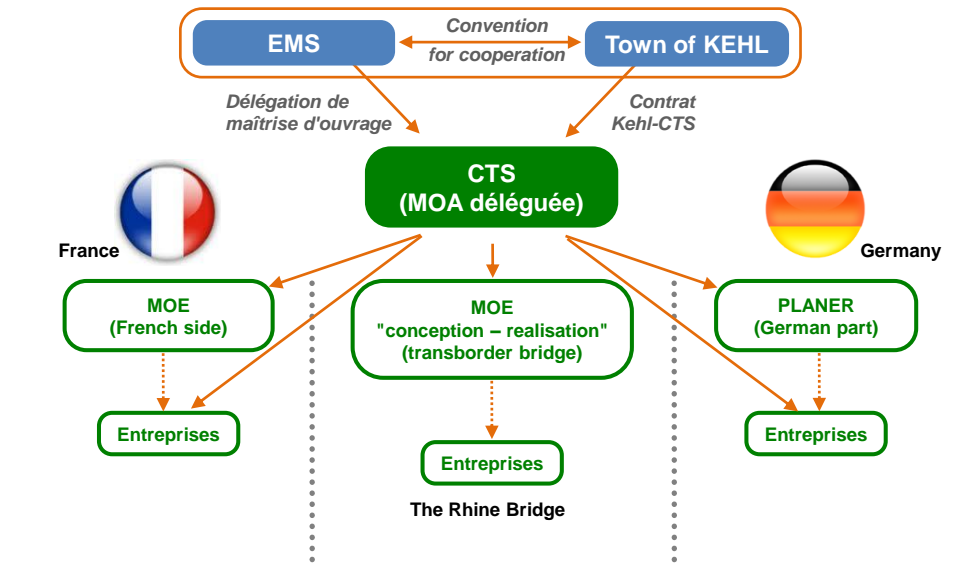 EMS
Convention
for cooperation
Town of KEHL
Délégation de
maîtrise d'ouvrage
Contrat
Kehl-CTS
CTS
(MOA déléguée)
France
Germany
MOE
(French side)
MOE
"conception – realisation"
(transborder bridge)
PLANER
(German part)
Entreprises
Entreprises
Entreprises
The Rhine Bridge